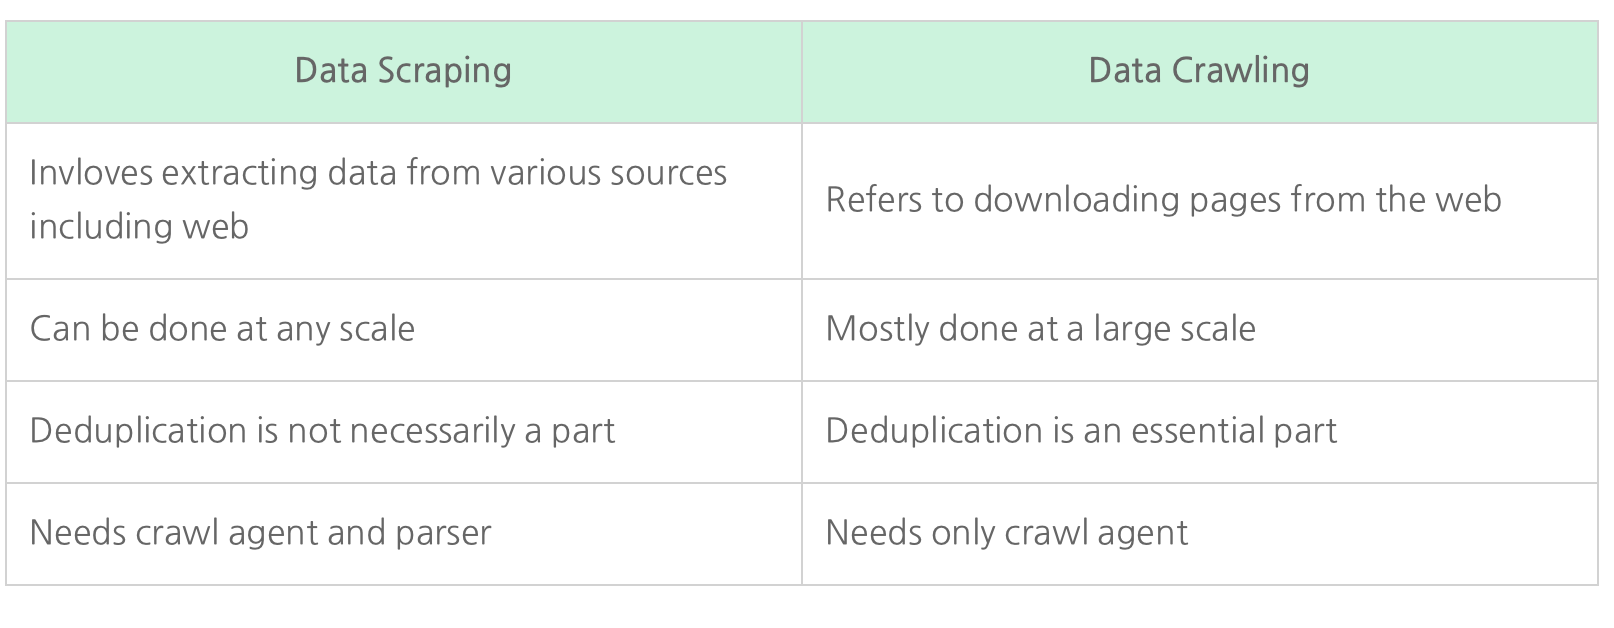 Data Scraping
Data Crawling
Invloves extracting data from various sources
including web
Refers to downloading pages from the web
Can be done at any scale
Mostly done at a large scale
Deduplication is not necessarily a part
Deduplication is an essential part
Needs crawl agent and parser
Needs only crawl agent